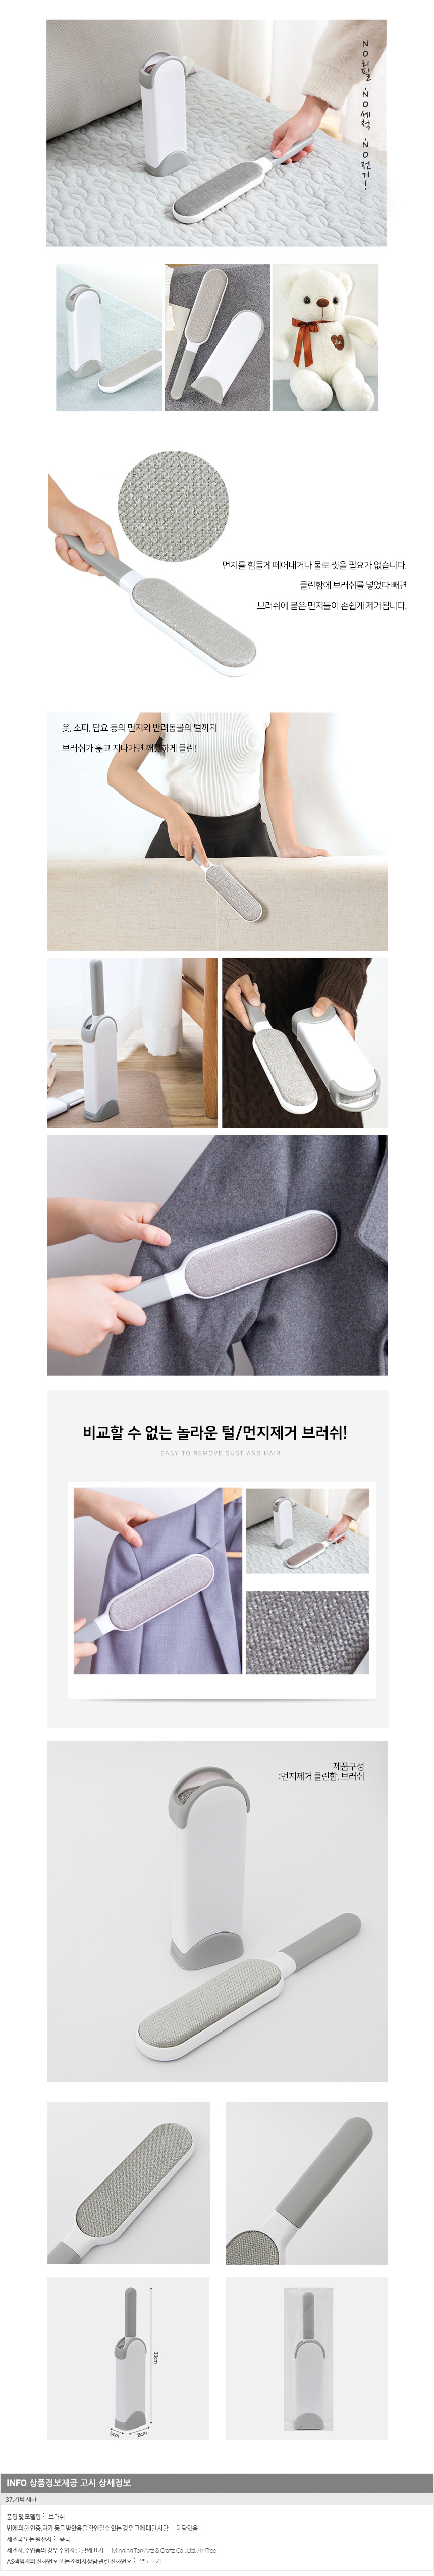 NO리필, NO세척, NO전기!
먼지를 힘들게 떼어내거나 물로 씻을 필요가 없습니다.
클린함에 브러쉬를 넣었다 빼면
브러쉬에 묻은 먼지들이 손쉽게 제거됩니다.
옷, 소파, 담요 등의 먼지와 반려동물의 털까지
브러쉬가 훑고 지나가면 깨끗하게 클린!
비교할 수 없는 놀라운 털/먼지제거 브러쉬!
EASY TO REMOVE DUST AND HAIR
제품구성
:먼지제거 클린함, 브러쉬
33cm
5cm
8cm
INFO 상품정보제공 고시 상세정보
37.기타 재화
품명 및 모델명 : 브러쉬
법에 의한 인증,허가 등을 받았음을 확인할수 있는 경우 그에 대한 사항 : 해당없음
제조국 또는 원산지 : 중국
제조자,수입품의 경우 수입자를 함께 표기 : Minqing Top Arts & Crafts Co., Ltd. /
AS책임자와 전화번호 또는 소비자상담 관련 전화번호 : 별도표기